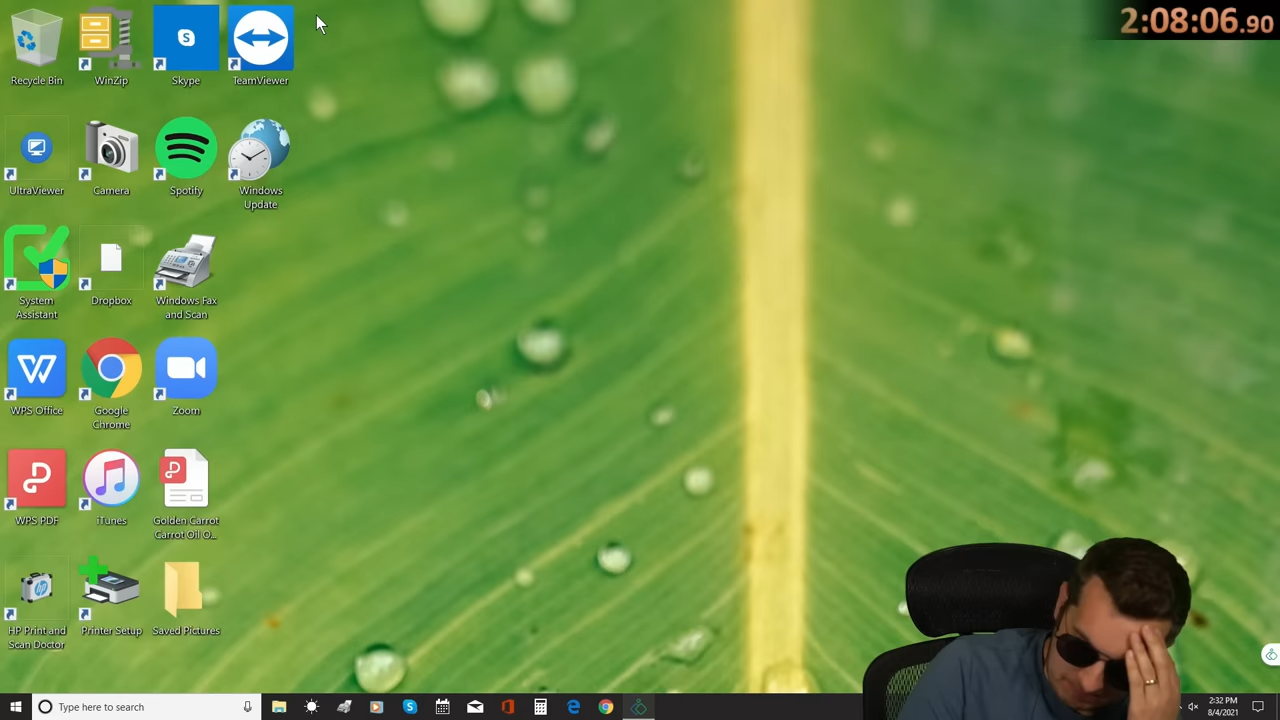 2:08:06.90
Recycle Bin
WinZip
Skype
TeamViewer
UltraViewer
Camera
Spotify
Windows
Update
System
Assistant
Dropbox
Windows Fax
and Scan
WPS Office
Google
Chrome
Zoom
WPS PDF
iTunes
Golden Carrot
Carrot Oil O...
HP Print and
Scan Doctor
Printer Setup
Saved Pictures
Type here to search
2:32 PM
8/4/2021